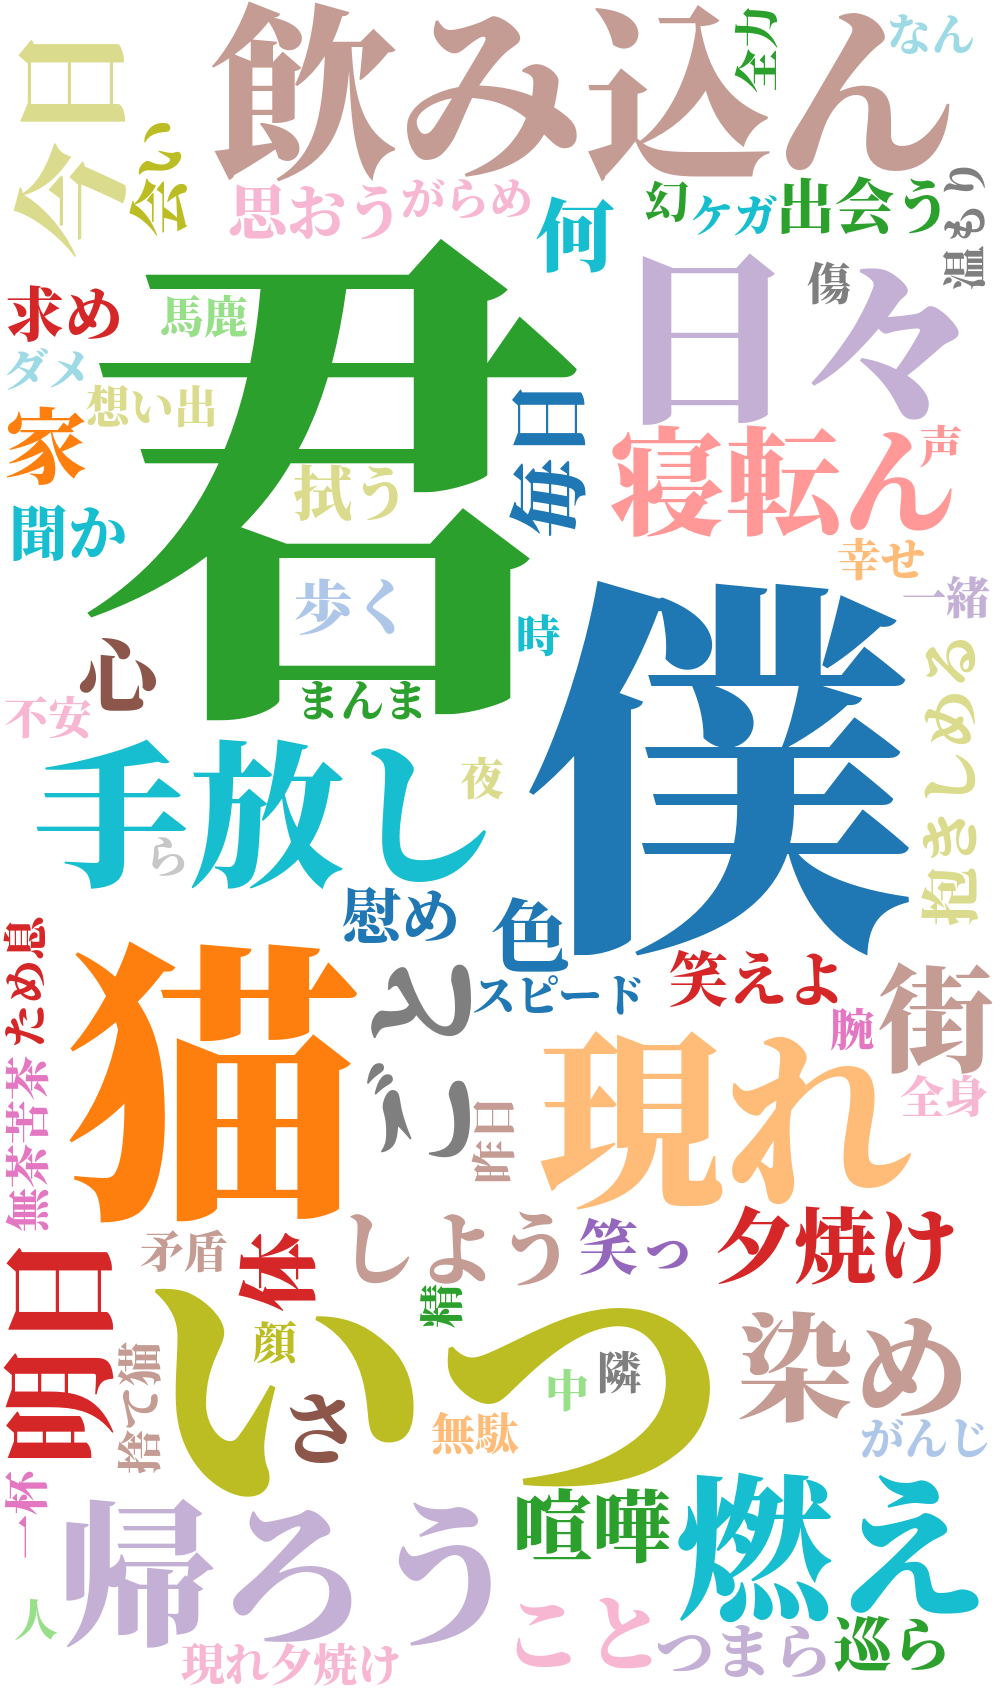 飲み込ん
全力
なん
今日
会い
思おう
がらめ
何
幻
ケガ
出会う
温もり
求め
馬鹿
君
日々
傷
ダメ
想い出
家
毎日
寝転ん
声
拭う
聞か
幸せ
歩く
時
一緒
僕
心
まんま
不安
抱きしめる
手放し
夜
ら
慰め
色
ため息
猫
スピード
笑えよ
街
腕
現れ
全身
無茶苦茶
昨日
しよう
笑っ
夕焼け
矛盾
体
明日
いつ
精
顔
染め
捨て猫
さ
中
隣
無駄
がんじ
一杯
帰ろう
喧嘩
燃え
人
こと
つまら
巡ら
現れ夕焼け